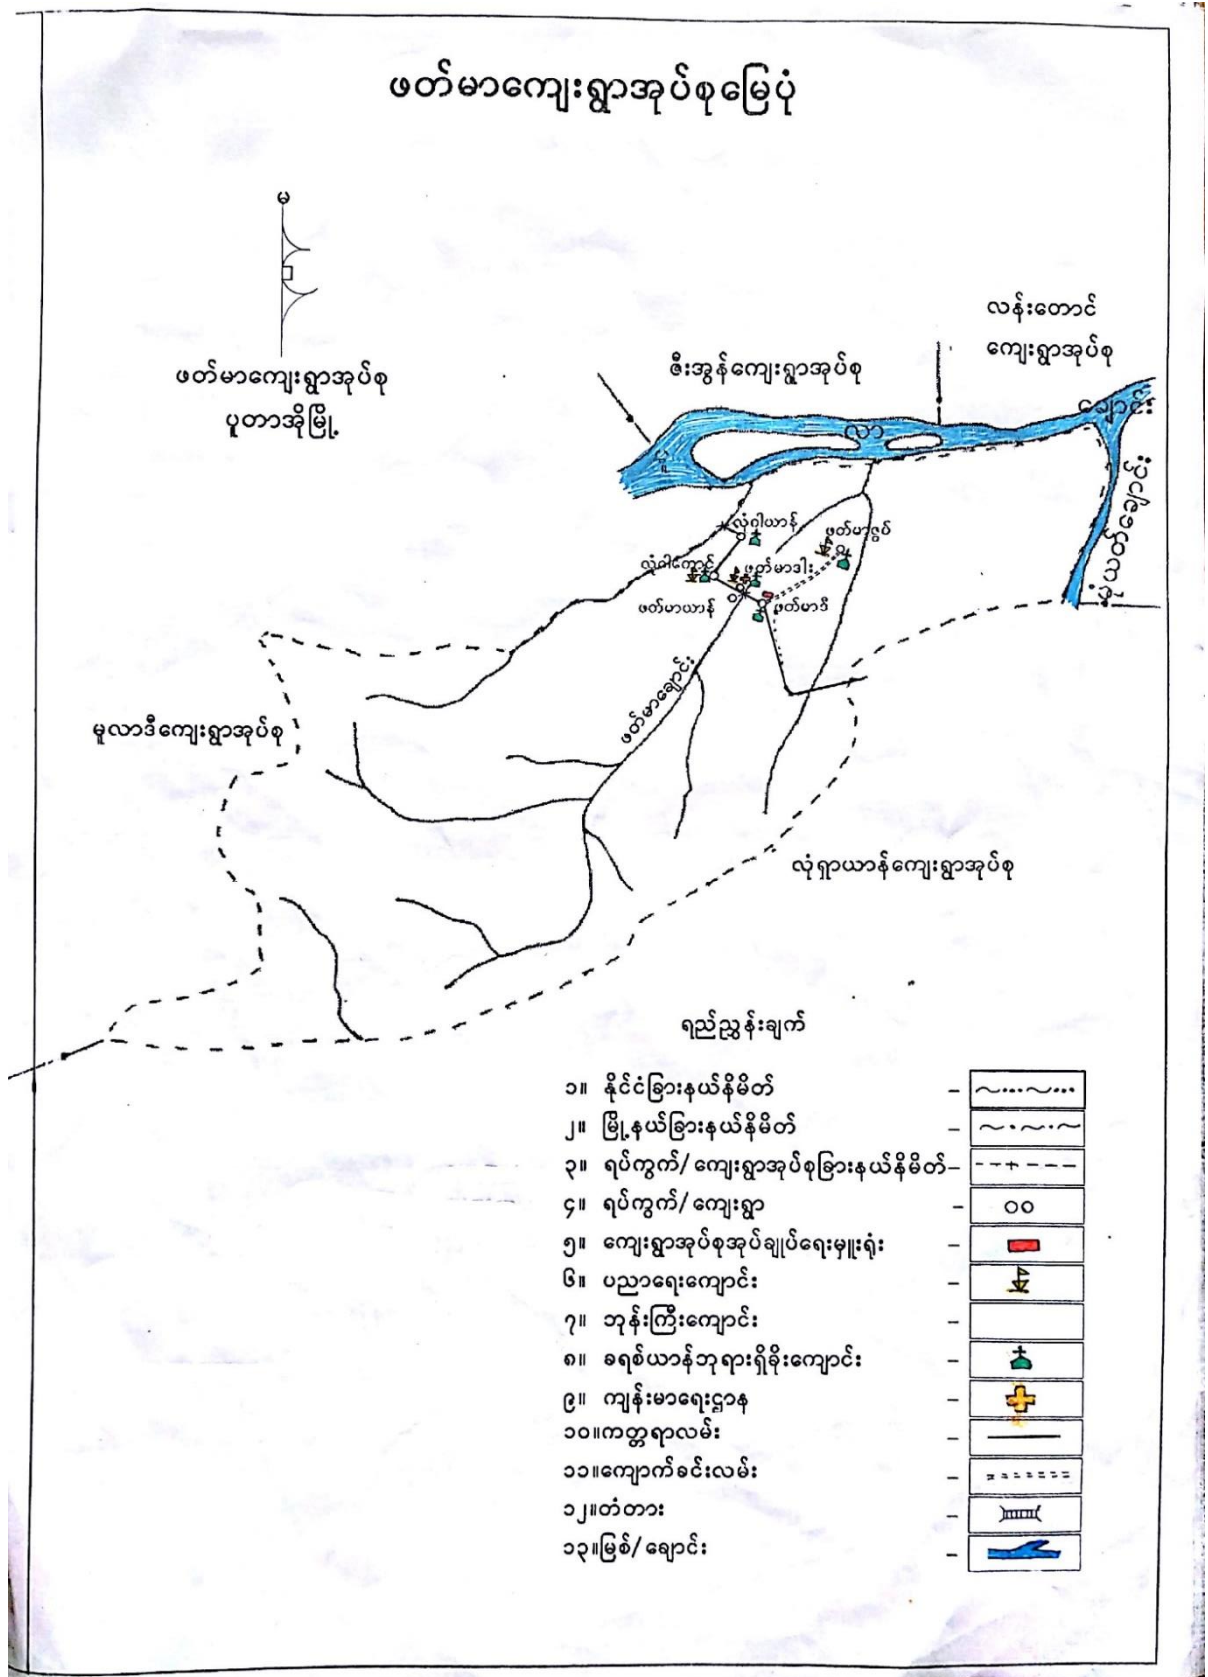 ဖတ်မာကျေးရွာအုပ်စုမြေပုံ
မ
ဖတ်မာကျေးရွာအုပ်စု
ပူတာအိုမြို့
လန်းတောင်
ကျေးရွာအုပ်စု
ဇီးအွန်ကျေးရွာအုပ်စု
ပူ
လာ
ချောင်း
ပုံသတ်ချောင်း
လုံဂါယာန်
ဖတ်မာဇွပ်
လုံဂါကောင်
ဖတ်မာဒါး
ဖတ်မာယာန်
ဖတ်မာဒီ
ဖတ်မာချောင်း
မူလာဒီကျေးရွာအုပ်စု
လုံရှာယာန်ကျေးရွာအုပ်စု
ရည်ညွှန်းချက်
၁။ နိုင်ငံခြားနယ်နိမိတ် –
၂။ မြို့နယ်ခြားနယ်နိမိတ် –
၃။ ရပ်ကွက်/ ကျေးရွာအုပ်စုခြားနယ်နိမိတ် –
၄။ ရပ်ကွက်/ ကျေးရွာ –
၅။ ကျေးရွာအုပ်စုအုပ်ချုပ်ရေးမှူးရုံး –
၆။ ပညာရေးကျောင်း –
၇။ ဘုန်းကြီးကျောင်း –
၈။ ခရစ်ယာန်ဘုရားရှိခိုးကျောင်း –
၉။ ကျန်းမာရေးဌာန –
၁၀။ကတ္တရာလမ်း –
၁၁။ကျောက်ခင်းလမ်း –
၁၂။တံတား –
၁၃။မြစ်/ ချောင်း –